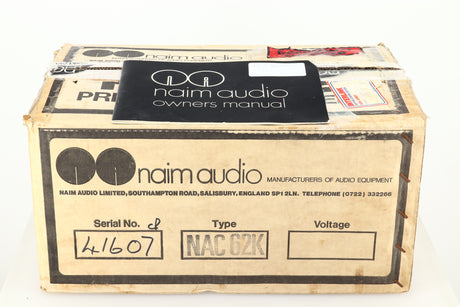 naim audio
naim audio
owners manual
naim audio MANUFACTURERS OF AUDIO EQUIPMENT
NAIM AUDIO LIMITED, SOUTHAMPTON ROAD, SALISBURY, ENGLAND SP1 2LN. TELEPHONE (0722) 332266
Serial No. Type Voltage
41607 NAC 62K